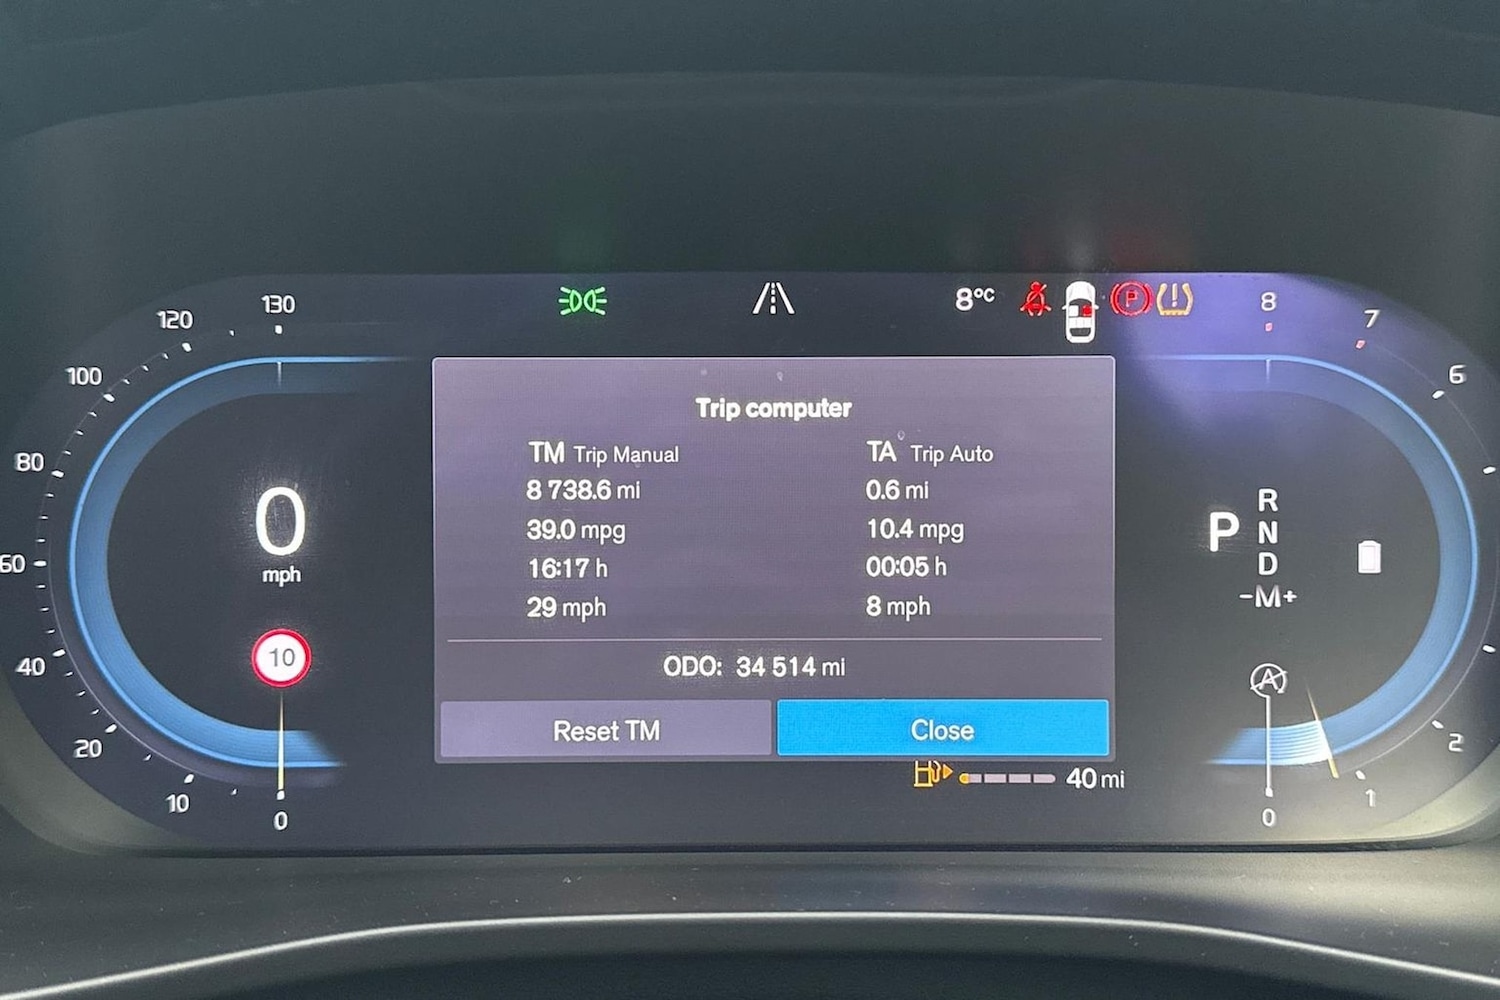 8°C
P
130
120
100
80
60
40
20
10
0
0
mph
10
Trip computer
TM Trip Manual
8 738.6 mi
39.0 mpg
16:17 h
29 mph
TA Trip Auto
0.6 mi
10.4 mpg
00:05 h
8 mph
ODO: 34 514 mi
Reset TM
Close
40 mi
P
R
N
D
-M+
A
8
7
6
2
1
0